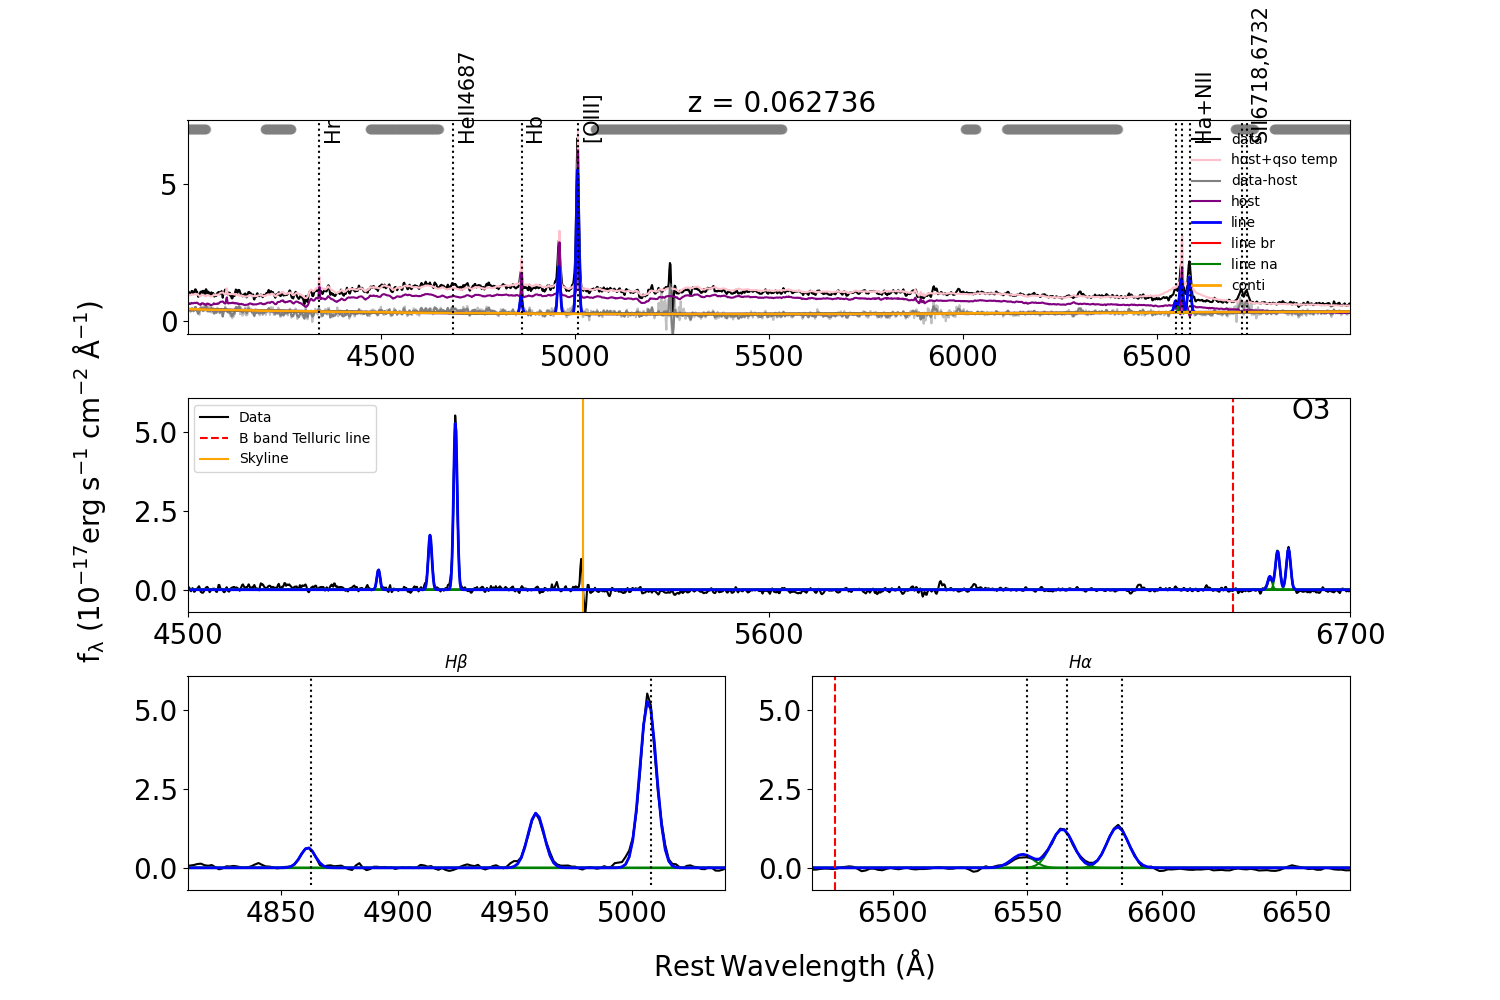 Hr
HeII4687
Hb
[OIII]
Ha+NII
SII6718,6732
z = 0.062736
data
host+qso temp
data-host
host
line
line br
line na
conti
5
0
4500
5000
5500
6000
6500
f_λ (10^−17 erg s^−1 cm^−2 Å^−1)
Data
B band Telluric line
Skyline
O3
5.0
2.5
0.0
4500
5600
6700
Hβ
5.0
2.5
0.0
4850
4900
4950
5000
Hα
5.0
2.5
0.0
6500
6550
6600
6650
Rest Wavelength (Å)